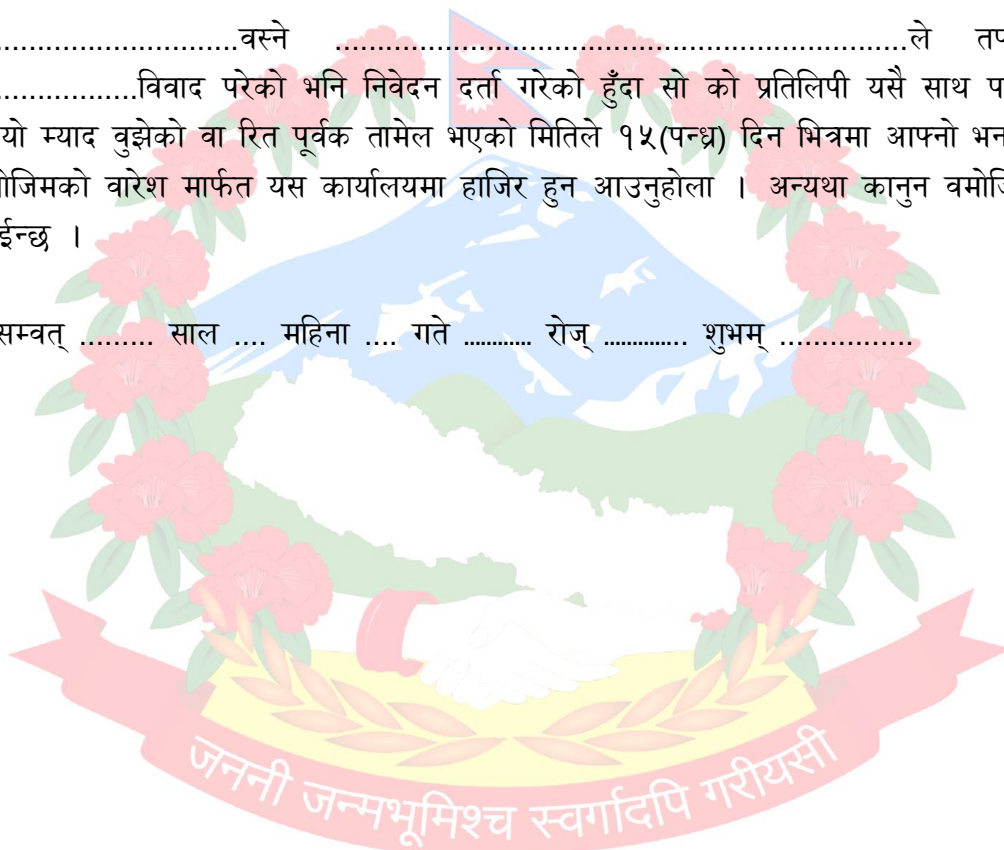 ...........................वस्ने ....................................................................ले तप
.................विवाद परेको भनि निवेदन दर्ता गरेको हुँदा सो को प्रतिलिपी यसै साथ प
यो म्याद वुझेको वा रित पूर्वक तामेल भएको मितिले १५(पन्ध्र) दिन भित्रमा आफ्नो भन
ोजिमको वारेश मार्फत यस कार्यालयमा हाजिर हुन आउनुहोला । अन्यथा कानुन वमोजि
ईन्छ ।
सम्वत् ......... साल .... महिना .... गते ............ रोज् ............... शुभम् ................
जननी जन्मभूमिश्च स्वर्गादपि गरीयसी